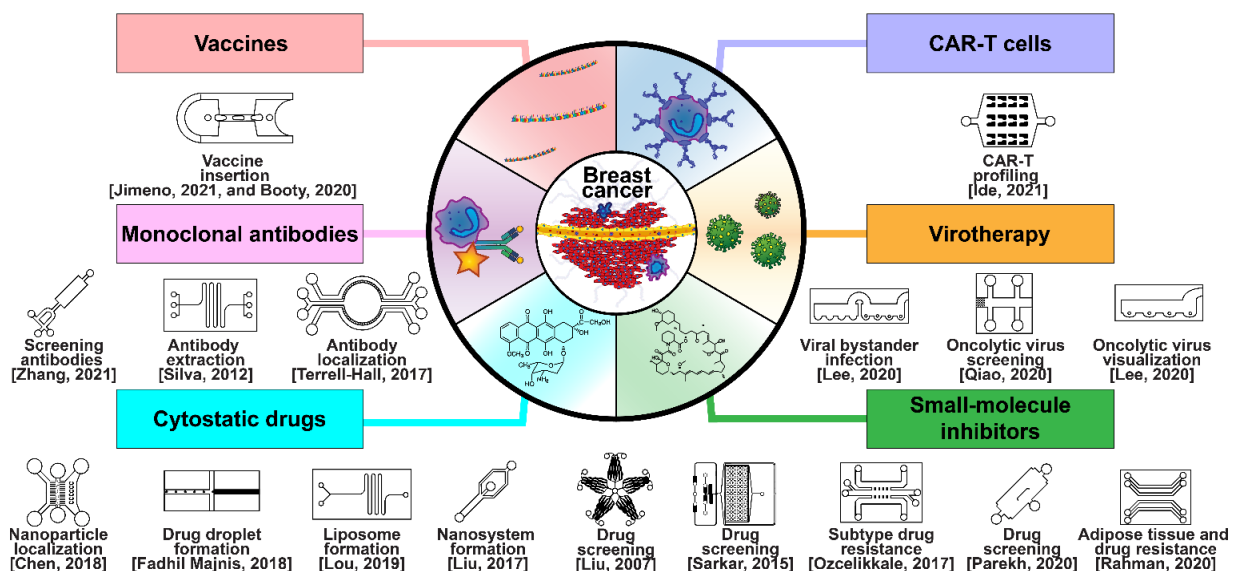 Vaccines
CAR-T cells
Vaccine
insertion
[Jimeno, 2021, and Booty, 2020]
Breast
cancer
CAR-T
profiling
[Ide, 2021]
Monoclonal antibodies
Virotherapy
Screening
antibodies
[Zhang, 2021]
Antibody
extraction
[Silva, 2012]
Antibody
localization
[Terrell-Hall, 2017]
Viral bystander
infection
[Lee, 2020]
Oncolytic virus
screening
[Qiao, 2020]
Oncolytic virus
visualization
[Lee, 2020]
Cytostatic drugs
Small-molecule
inhibitors
Nanoparticle
localization
[Chen, 2018]
Drug droplet
formation
[Fadhil Majnis, 2018]
Liposome
formation
[Lou, 2019]
Nanosystem
formation
[Liu, 2017]
Drug
screening
[Liu, 2007]
Drug
screening
[Sarkar, 2015]
Subtype drug
resistance
[Ozcelikkale, 2017]
Drug
screening
[Parekh, 2020]
Adipose tissue and
drug resistance
[Rahman, 2020]